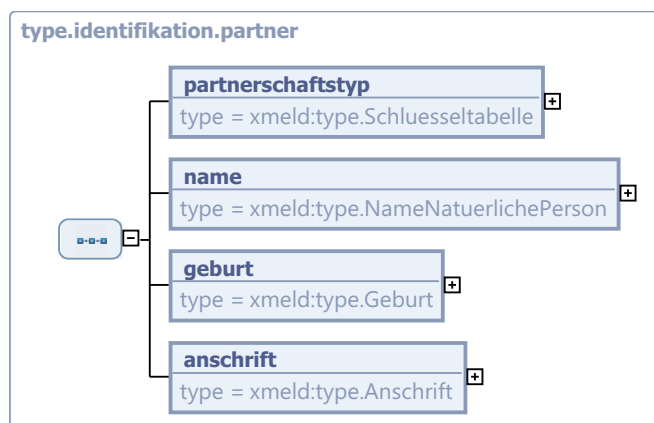 type.identifikation.partner
partnerschaftstyp
type = xmeld:type.Schluesseltabelle
name
type = xmeld:type.NameNatuerlichePerson
geburt
type = xmeld:type.Geburt
anschrift
type = xmeld:type.Anschrift